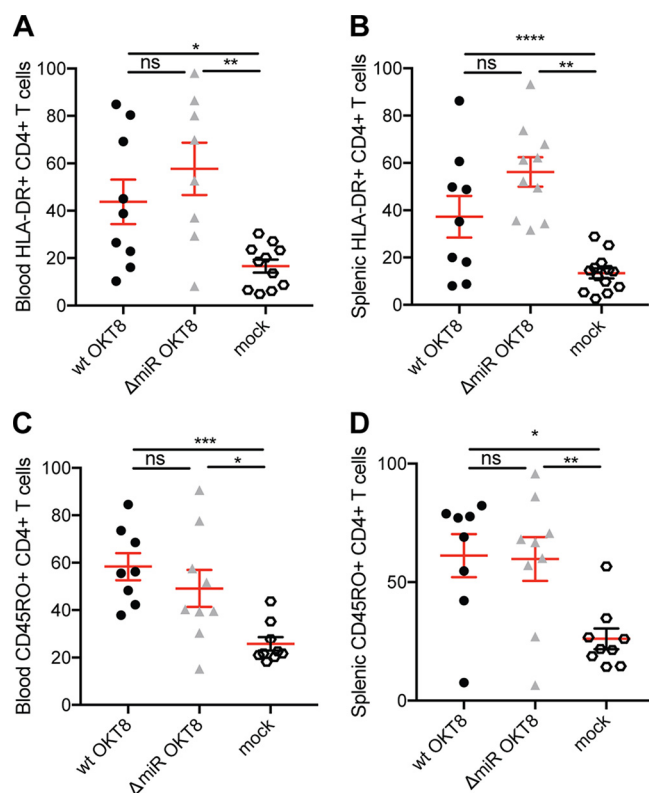 A
Blood HLA-DR+ CD4+ T cells
100
80
60
40
20
0
*
ns
**
wt OKT8
ΔmiR OKT8
mock
B
Splenic HLA-DR+ CD4+ T cells
100
80
60
40
20
0
****
ns
**
wt OKT8
ΔmiR OKT8
mock
C
Blood CD45RO+ CD4+ T cells
100
80
60
40
20
0
***
ns
*
wt OKT8
ΔmiR OKT8
mock
D
Splenic CD45RO+ CD4+ T cells
100
50
0
*
ns
**
wt OKT8
ΔmiR OKT8
mock